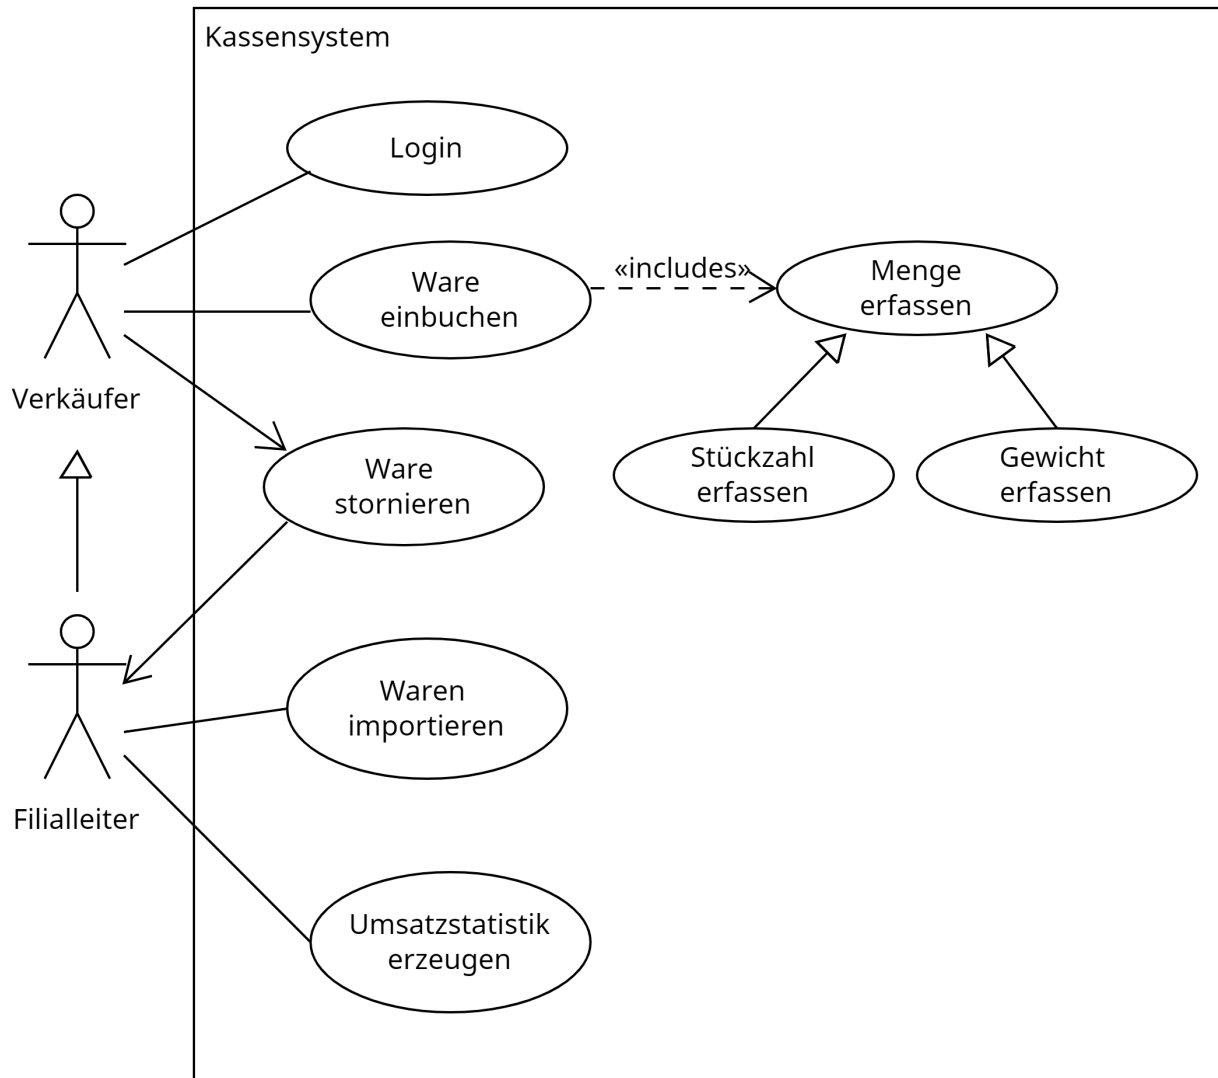 Kassensystem
Login
Ware
einbuchen
«includes»
Menge
erfassen
Verkäufer
Ware
stornieren
Stückzahl
erfassen
Gewicht
erfassen
Waren
importieren
Filialleiter
Umsatzstatistik
erzeugen